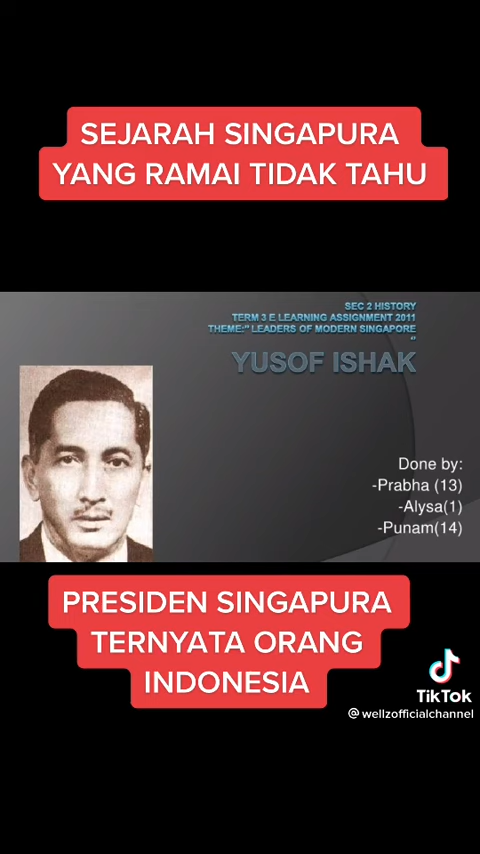 SEJARAH SINGAPURA
YANG RAMAI TIDAK TAHU
SEC 2 HISTORY
TERM 3 E LEARNING ASSIGNMENT 2011
THEME:" LEADERS OF MODERN SINGAPORE
"
YUSOF ISHAK
Done by:
-Prabha (13)
-Alysa(1)
-Punam(14)
PRESIDEN SINGAPURA
TERNYATA ORANG
INDONESIA
TikTok
@ wellzofficialchannel